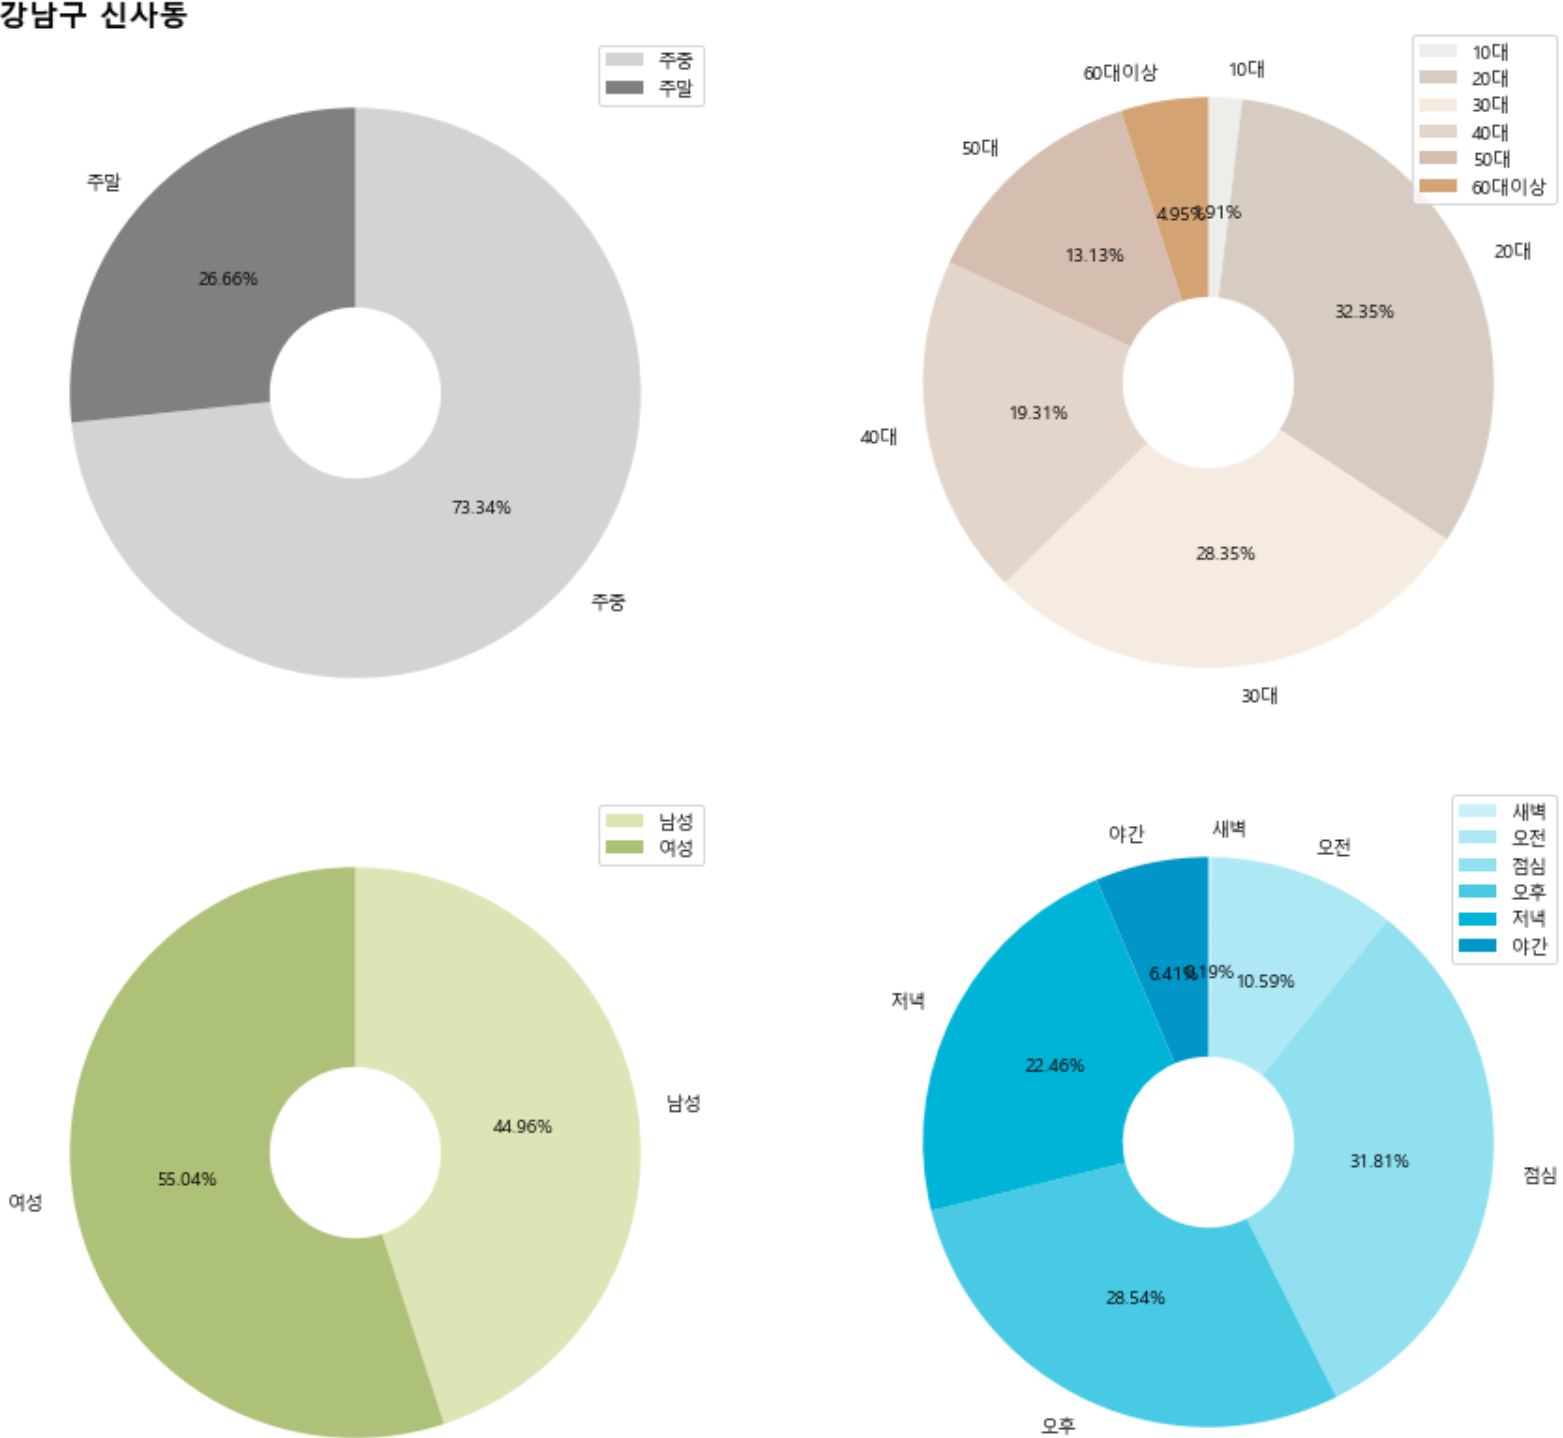 강남구 신사동
주중
주말
주말
26.66%
73.34%
주중
10대
20대
30대
40대
50대
60대이상
60대이상
10대
50대
20대
4.95%
13.13%
32.35%
19.31%
40대
28.35%
30대
남성
여성
44.96%
남성
55.04%
여성
새벽
오전
점심
오후
저녁
야간
야간
새벽
오전
6.41%
10.59%
저녁
22.46%
31.81%
점심
28.54%
오후